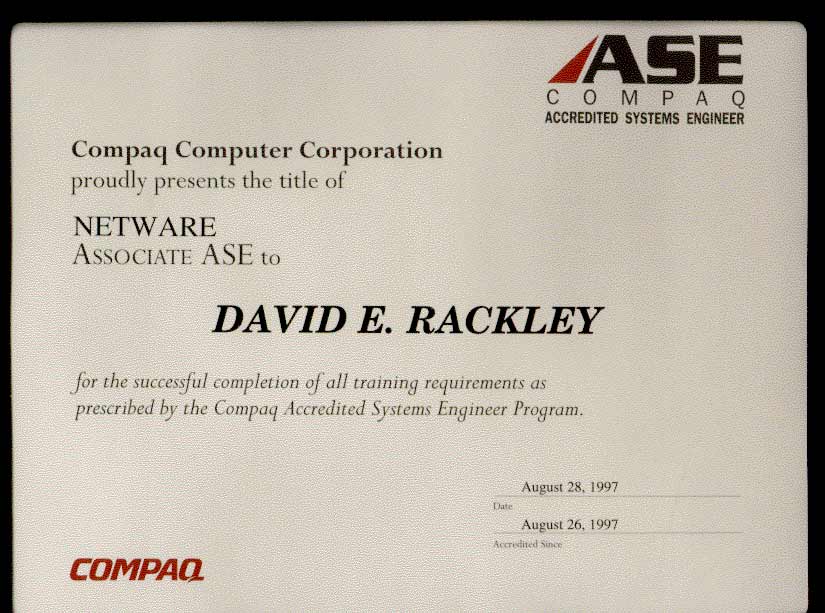 ASE
COMPAQ
ACCREDITED SYSTEMS ENGINEER
Compaq Computer Corporation
proudly presents the title of
NETWARE
ASSOCIATE ASE to
DAVID E. RACKLEY
for the successful completion of all training requirements as
prescribed by the Compaq Accredited Systems Engineer Program.
August 28, 1997
Date
August 26, 1997
Accredited Since
COMPAQ